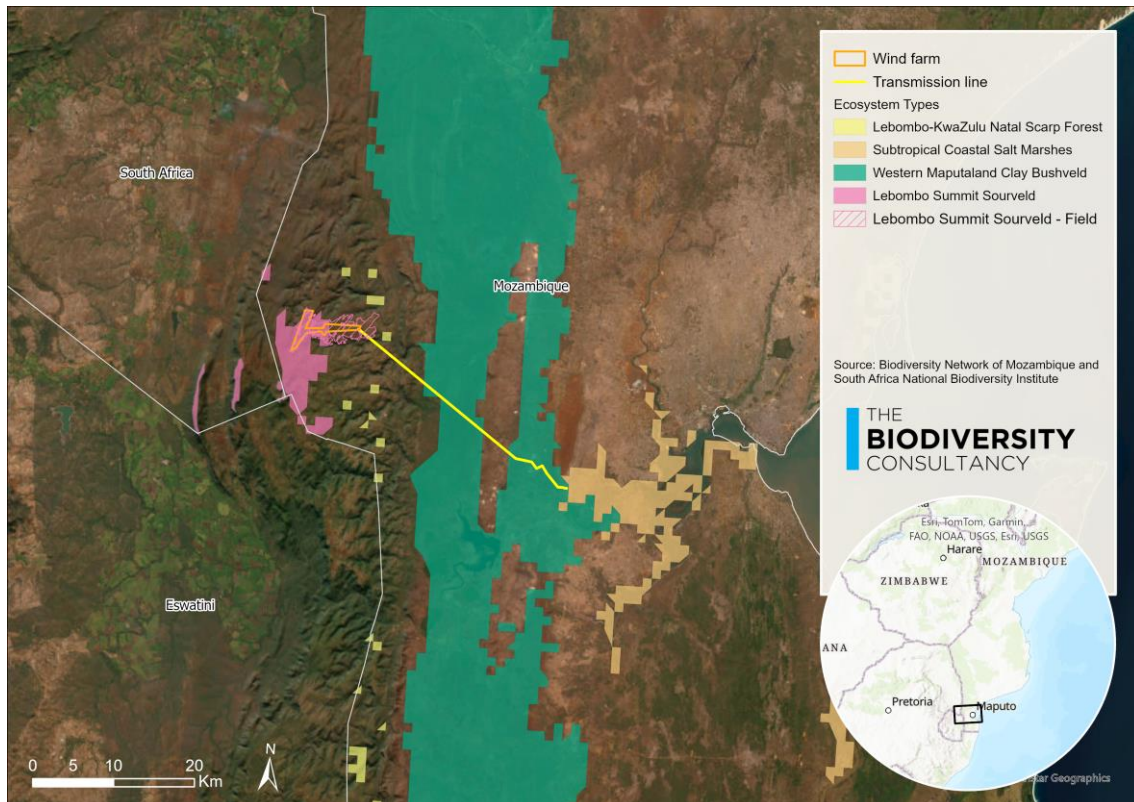 Wind farm
Transmission line
Ecosystem Types
Lebombo-KwaZulu Natal Scarp Forest
Subtropical Coastal Salt Marshes
Western Maputaland Clay Bushveld
Lebombo Summit Sourveld
Lebombo Summit Sourveld - Field
Source: Biodiversity Network of Mozambique and
South Africa National Biodiversity Institute
THE
BIODIVERSITY
CONSULTANCY
South Africa
Mozambique
Eswatini
Esri, TomTom, Garmin,
FAO, NOAA, USGS, Esri, USGS
Harare
MOZAMBIQUE
ZIMBABWE
ANA
Pretoria
Maputo
N
0 5 10 20
Km
Geographics